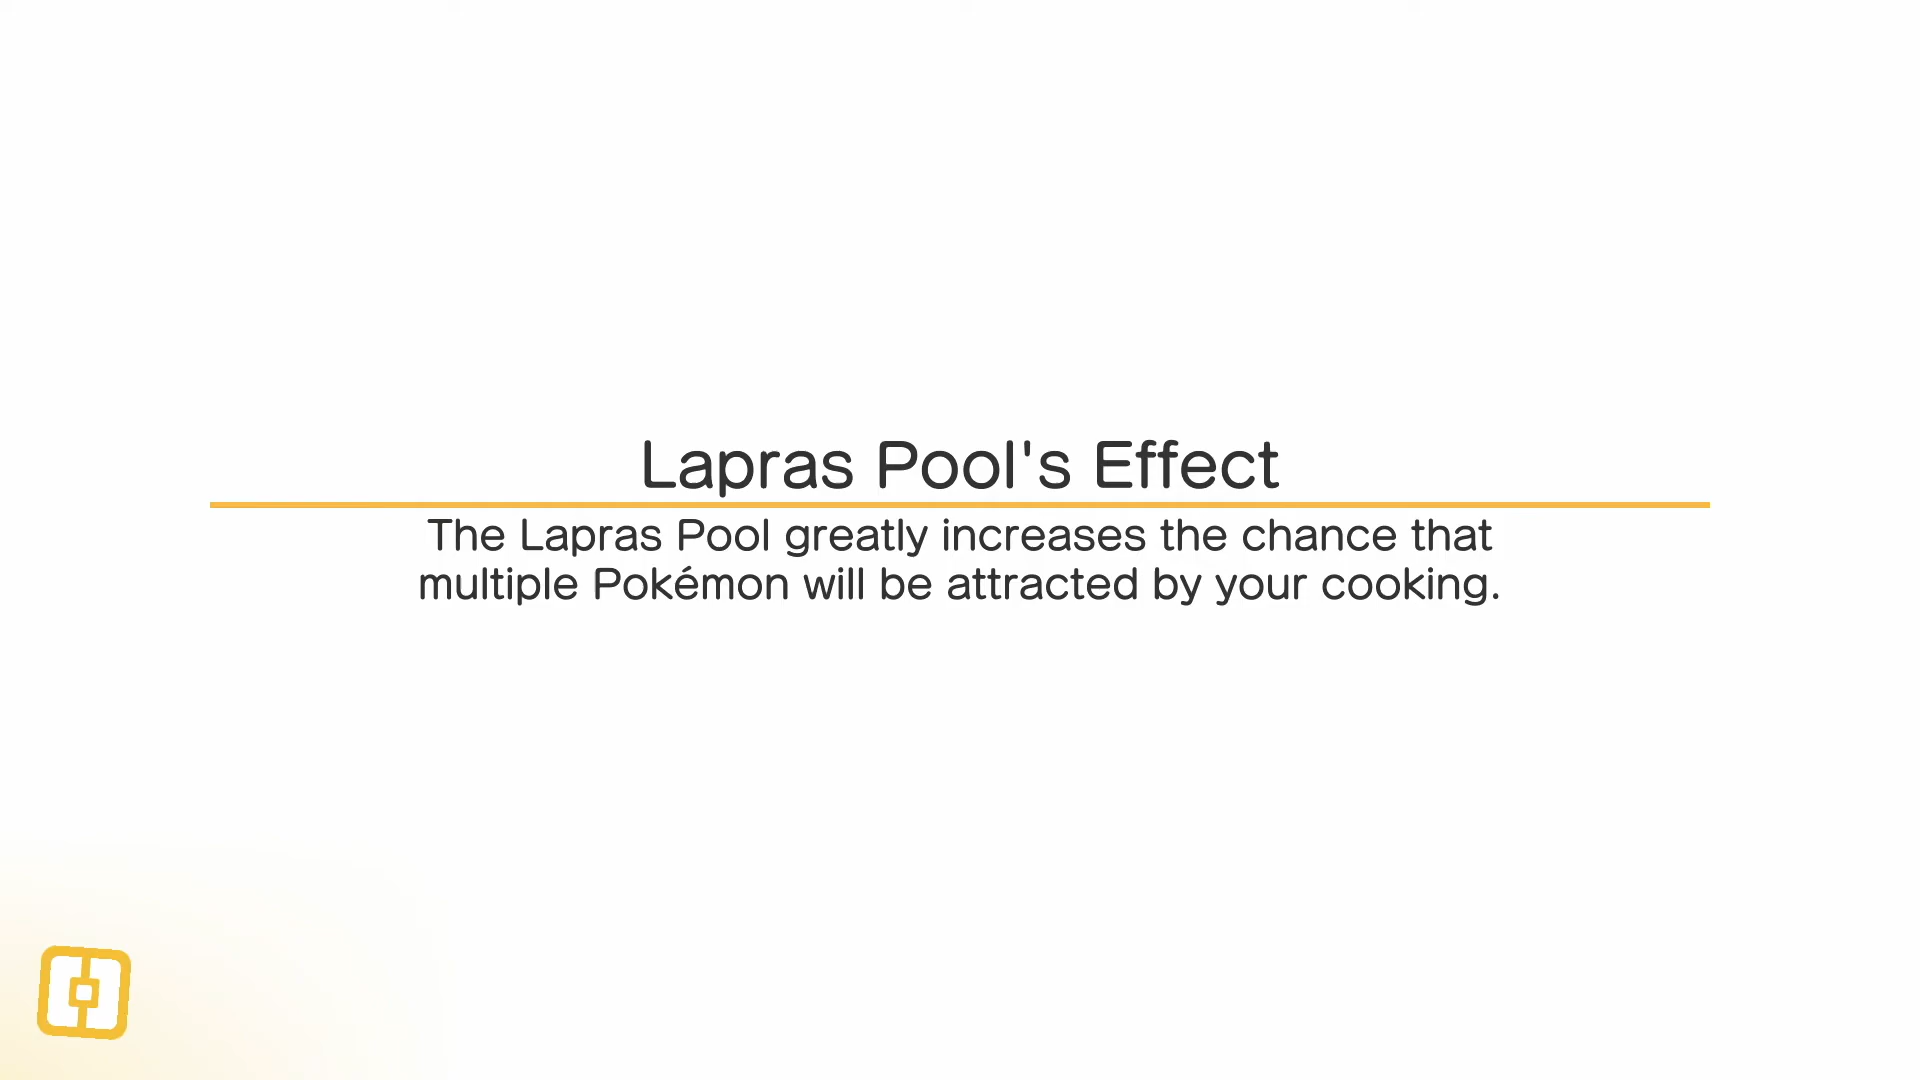 Lapras Pool's Effect
The Lapras Pool greatly increases the chance that
multiple Pokémon will be attracted by your cooking.